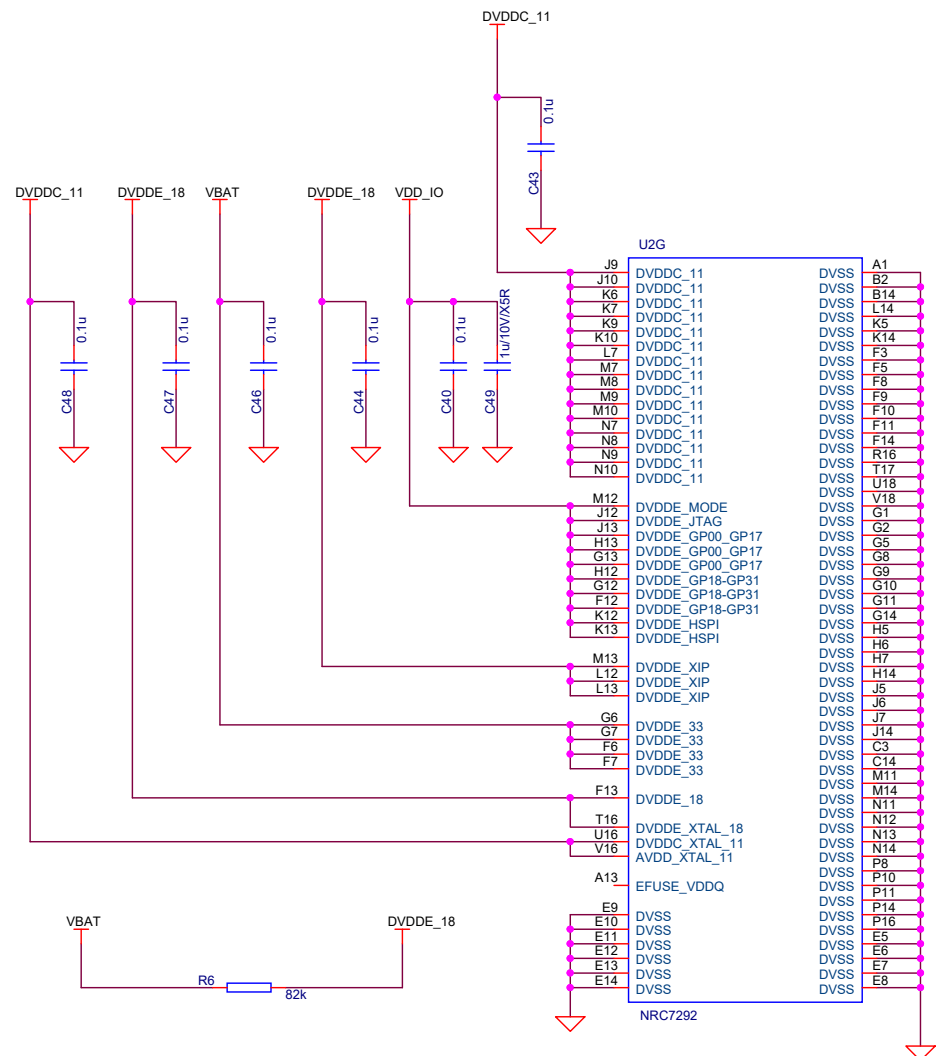 DVDDC_11
0.1u
C43
DVDDC_11 DVDDE_18 VBAT DVDDE_18 VDD_IO
0.1u 0.1u 0.1u 0.1u 0.1u 1u/10V/X5R
C48 C47 C46 C44 C40 C49
U2G
J9 DVDDC_11 DVSS A1
J10 DVDDC_11 DVSS B2
K6 DVDDC_11 DVSS B14
K7 DVDDC_11 DVSS L14
K9 DVDDC_11 DVSS K5
K10 DVDDC_11 DVSS K14
L7 DVDDC_11 DVSS F3
M7 DVDDC_11 DVSS F5
M8 DVDDC_11 DVSS F8
M9 DVDDC_11 DVSS F9
M10 DVDDC_11 DVSS F10
N7 DVDDC_11 DVSS F11
N8 DVDDC_11 DVSS F14
N9 DVDDC_11 DVSS R16
N10 DVDDC_11 DVSS T17
DVSS U18
M12 DVDDE_MODE DVSS V18
J12 DVDDE_JTAG DVSS G1
J13 DVDDE_GP00_GP17 DVSS G2
H13 DVDDE_GP00_GP17 DVSS G5
G13 DVDDE_GP00_GP17 DVSS G8
H12 DVDDE_GP18-GP31 DVSS G9
G12 DVDDE_GP18-GP31 DVSS G10
F12 DVDDE_GP18-GP31 DVSS G11
K12 DVDDE_HSPI DVSS G14
K13 DVDDE_HSPI DVSS H5
DVSS H6
M13 DVDDE_XIP DVSS H7
L12 DVDDE_XIP DVSS H14
L13 DVDDE_XIP DVSS J5
DVSS J6
G6 DVDDE_33 DVSS J7
G7 DVDDE_33 DVSS J14
F6 DVDDE_33 DVSS C3
F7 DVDDE_33 DVSS C14
DVSS M11
F13 DVDDE_18 DVSS M14
DVSS N11
T16 DVDDE_XTAL_18 DVSS N12
U16 DVDDC_XTAL_11 DVSS N13
V16 AVDD_XTAL_11 DVSS N14
DVSS P8
A13 EFUSE_VDDQ DVSS P10
DVSS P11
E9 DVSS DVSS P14
E10 DVSS DVSS P16
E11 DVSS DVSS E5
E12 DVSS DVSS E6
E13 DVSS DVSS E7
E14 DVSS DVSS E8
NRC7292
VBAT DVDDE_18
R6
82k